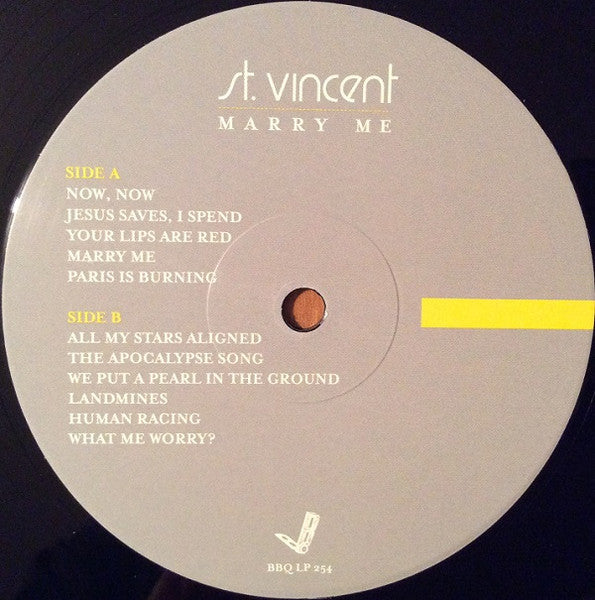 st. vincent
MARRY ME
SIDE A
NOW, NOW
JESUS SAVES, I SPEND
YOUR LIPS ARE RED
MARRY ME
PARIS IS BURNING
SIDE B
ALL MY STARS ALIGNED
THE APOCALYPSE SONG
WE PUT A PEARL IN THE GROUND
LANDMINES
HUMAN RACING
WHAT ME WORRY?
BBQ LP 254